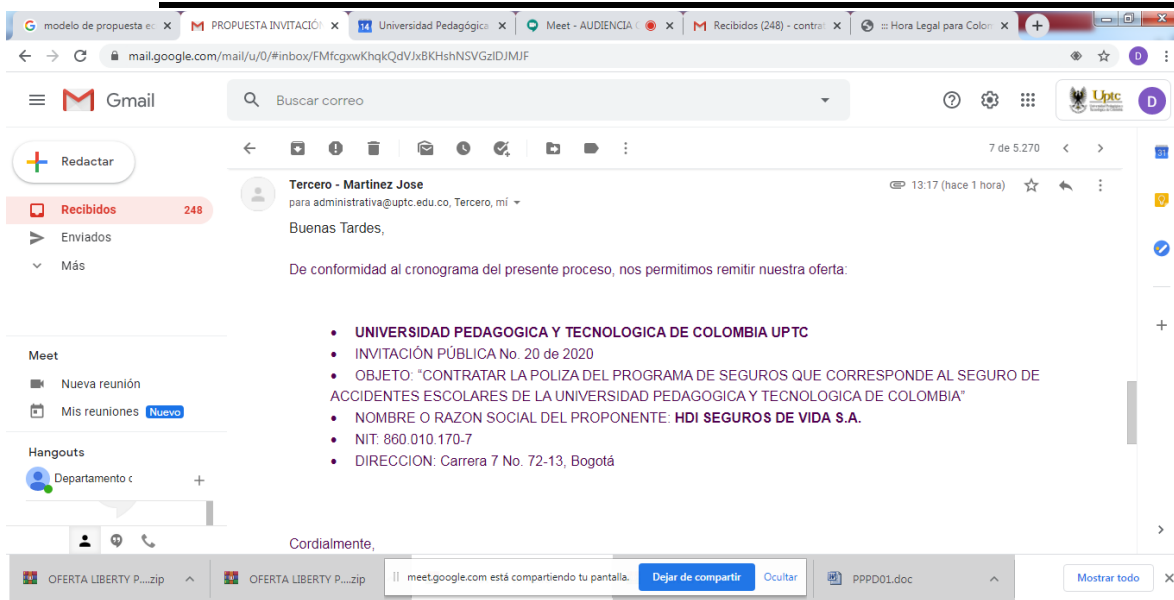 modelo de propuesta ec
PROPUESTA INVITACIÓN
Universidad Pedagógica
Meet - AUDIENCIA
Recibidos (248) - contrat
::: Hora Legal para Colom
mail.google.com/mail/u/0/#inbox/FMfcgxwKhqkQdVJxBKHshNSVGzlDJMJF
D
Gmail
Buscar correo
Uptc
D
Redactar
7 de 5.270
31
Recibidos 248
Enviados
Más
Tercero - Martinez Jose
13:17 (hace 1 hora)
para administrativa@uptc.edu.co, Tercero, mí
Buenas Tardes,
De conformidad al cronograma del presente proceso, nos permitimos remitir nuestra oferta:
• UNIVERSIDAD PEDAGOGICA Y TECNOLOGICA DE COLOMBIA UPTC
• INVITACIÓN PÚBLICA No. 20 de 2020
• OBJETO: “CONTRATAR LA POLIZA DEL PROGRAMA DE SEGUROS QUE CORRESPONDE AL SEGURO DE
ACCIDENTES ESCOLARES DE LA UNIVERSIDAD PEDAGOGICA Y TECNOLOGICA DE COLOMBIA”
• NOMBRE O RAZON SOCIAL DEL PROPONENTE: HDI SEGUROS DE VIDA S.A.
• NIT: 860.010.170-7
• DIRECCION: Carrera 7 No. 72-13, Bogotá
Cordialmente,
Meet
Nueva reunión
Mis reuniones Nuevo
Hangouts
Departamento c
OFERTA LIBERTY P....zip
OFERTA LIBERTY P....zip
meet.google.com está compartiendo tu pantalla.
Dejar de compartir
Ocultar
PPPD01.doc
Mostrar todo